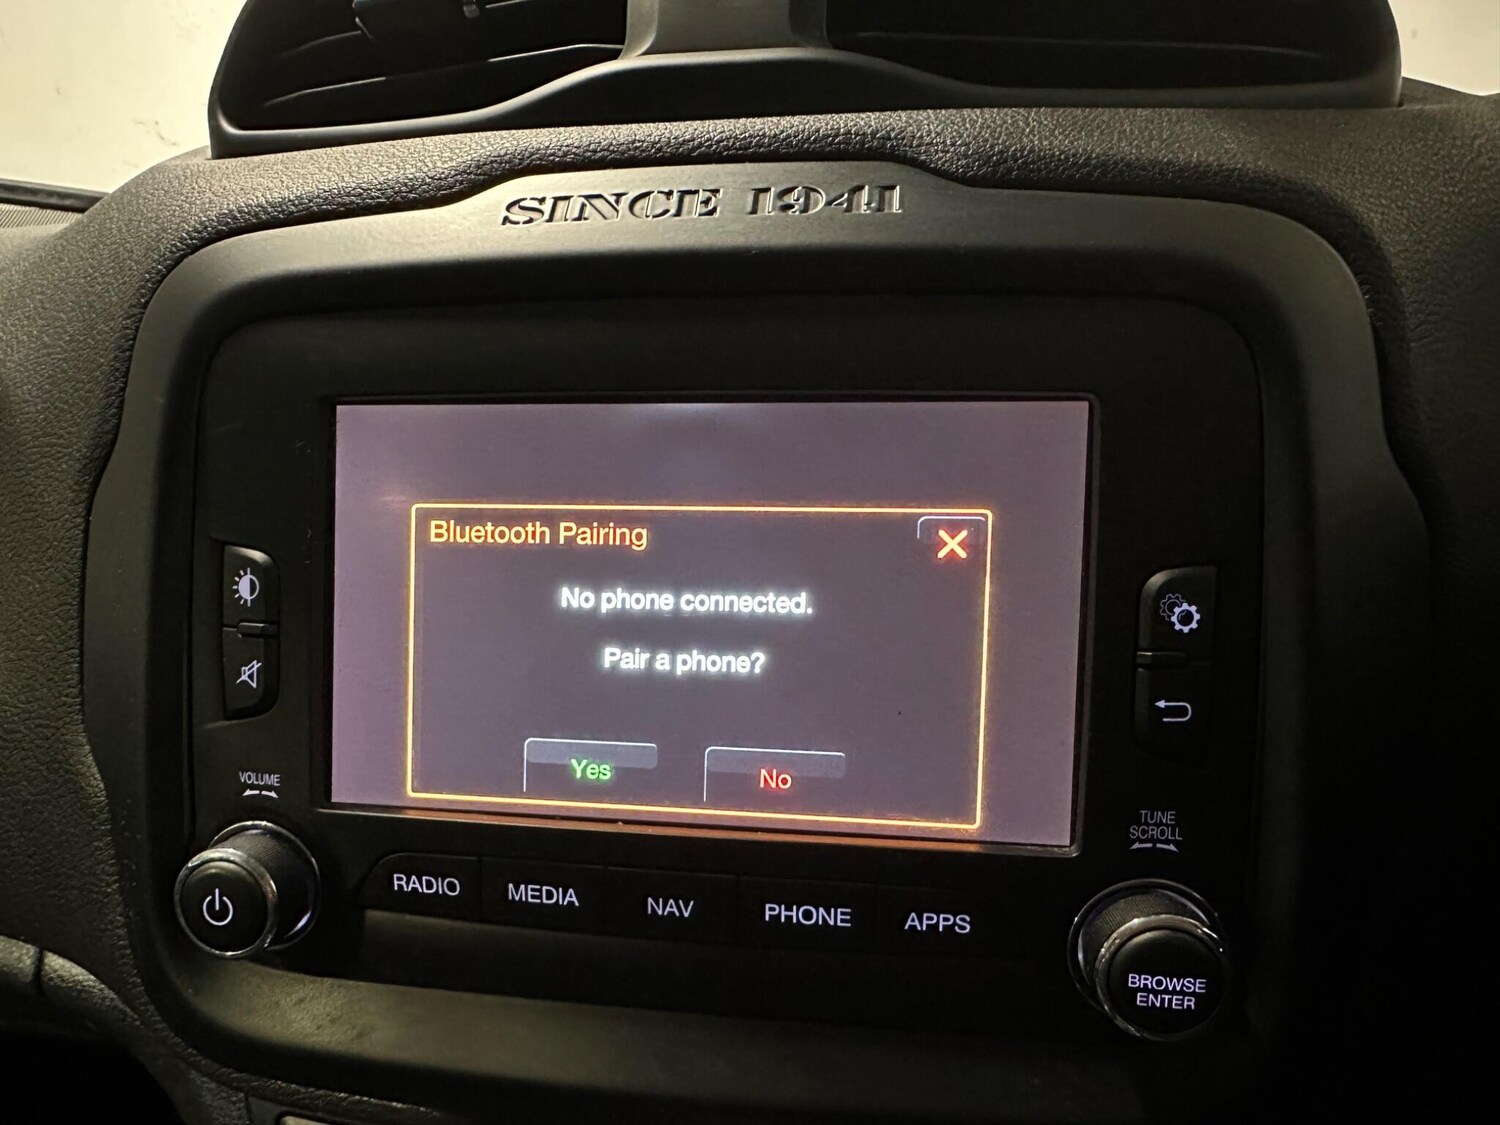 SINCE 1941
Bluetooth Pairing
No phone connected.
Pair a phone?
Yes
No
VOLUME
TUNE
SCROLL
RADIO
MEDIA
NAV
PHONE
APPS
BROWSE
ENTER